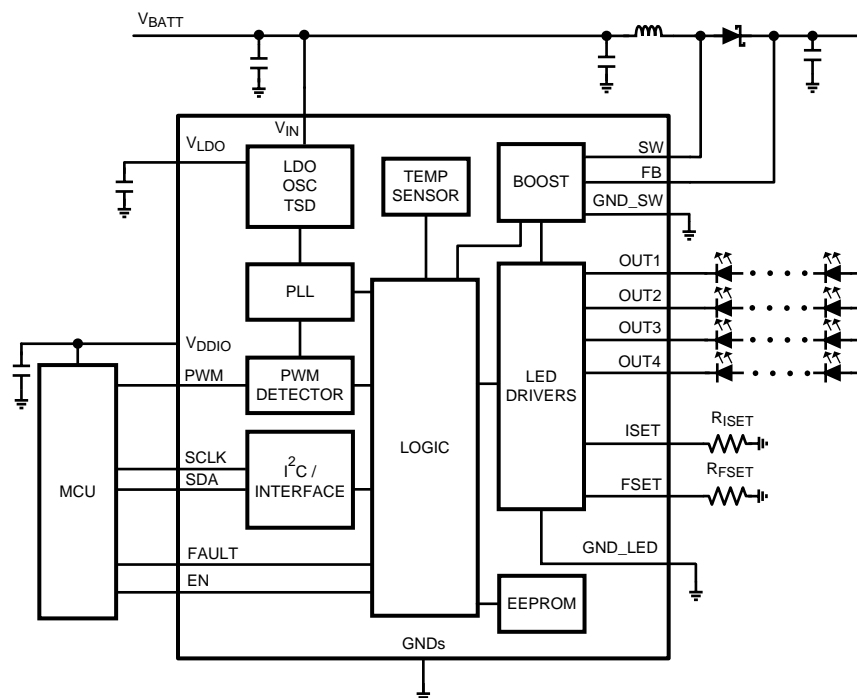 VBATT
VIN
VLDO
LDO
OSC
TSD
TEMP
SENSOR
BOOST
SW
FB
GND_SW
PLL
OUT1
OUT2
OUT3
OUT4
VDDIO
PWM
PWM
DETECTOR
LED
DRIVERS
LOGIC
MCU
SCLK
SDA
I2C /
INTERFACE
ISET
RISET
FSET
RFSET
FAULT
EN
GND_LED
EEPROM
GNDs